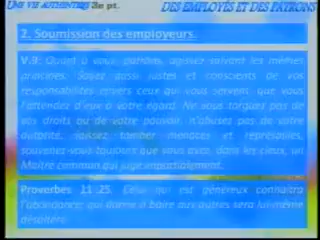 UNE VIE AUTHENTIQUE 3e pt. DES EMPLOYÉS ET DES PATRONS
2. Soumission des employeurs.
V.9: Quant à vous, patrons, agissez suivant les mêmes
principes. Soyez aussi justes et conscients de vos
responsabilités envers ceux qui vous servent que vous
l'attendez d'eux à votre égard. Ne vous targuez pas de
vos droits ou de votre pouvoir, n'abusez pas de votre
autorité, laissez tomber menaces et représailles,
souvenez-vous toujours que vous avez, dans les cieux, un
Maître commun qui juge impartialement.
Proverbes 11.25. Celui qui est généreux connaîtra
l'abondance; qui donne à boire aux autres sera lui-même
désaltéré.